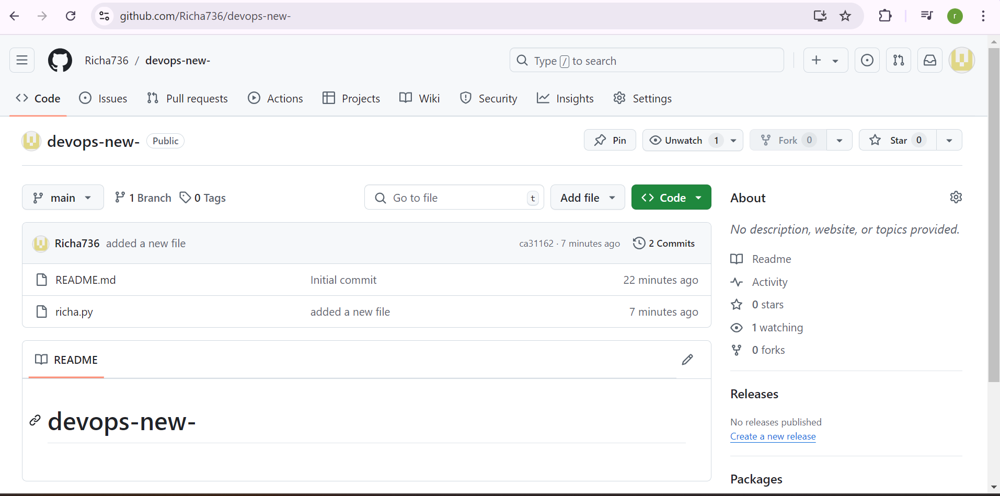 github.com/Richa736/devops-new-
r
Richa736 / devops-new-
Type / to search
Code Issues Pull requests Actions Projects Wiki Security Insights Settings
devops-new- Public
Pin Unwatch 1 Fork 0 Star 0
main 1 Branch 0 Tags Go to file t Add file Code
Richa736 added a new file ca31162 · 7 minutes ago 2 Commits
README.md Initial commit 22 minutes ago
richa.py added a new file 7 minutes ago
README
devops-new-
About
No description, website, or topics provided.
Readme
Activity
0 stars
1 watching
0 forks
Releases
No releases published
Create a new release
Packages